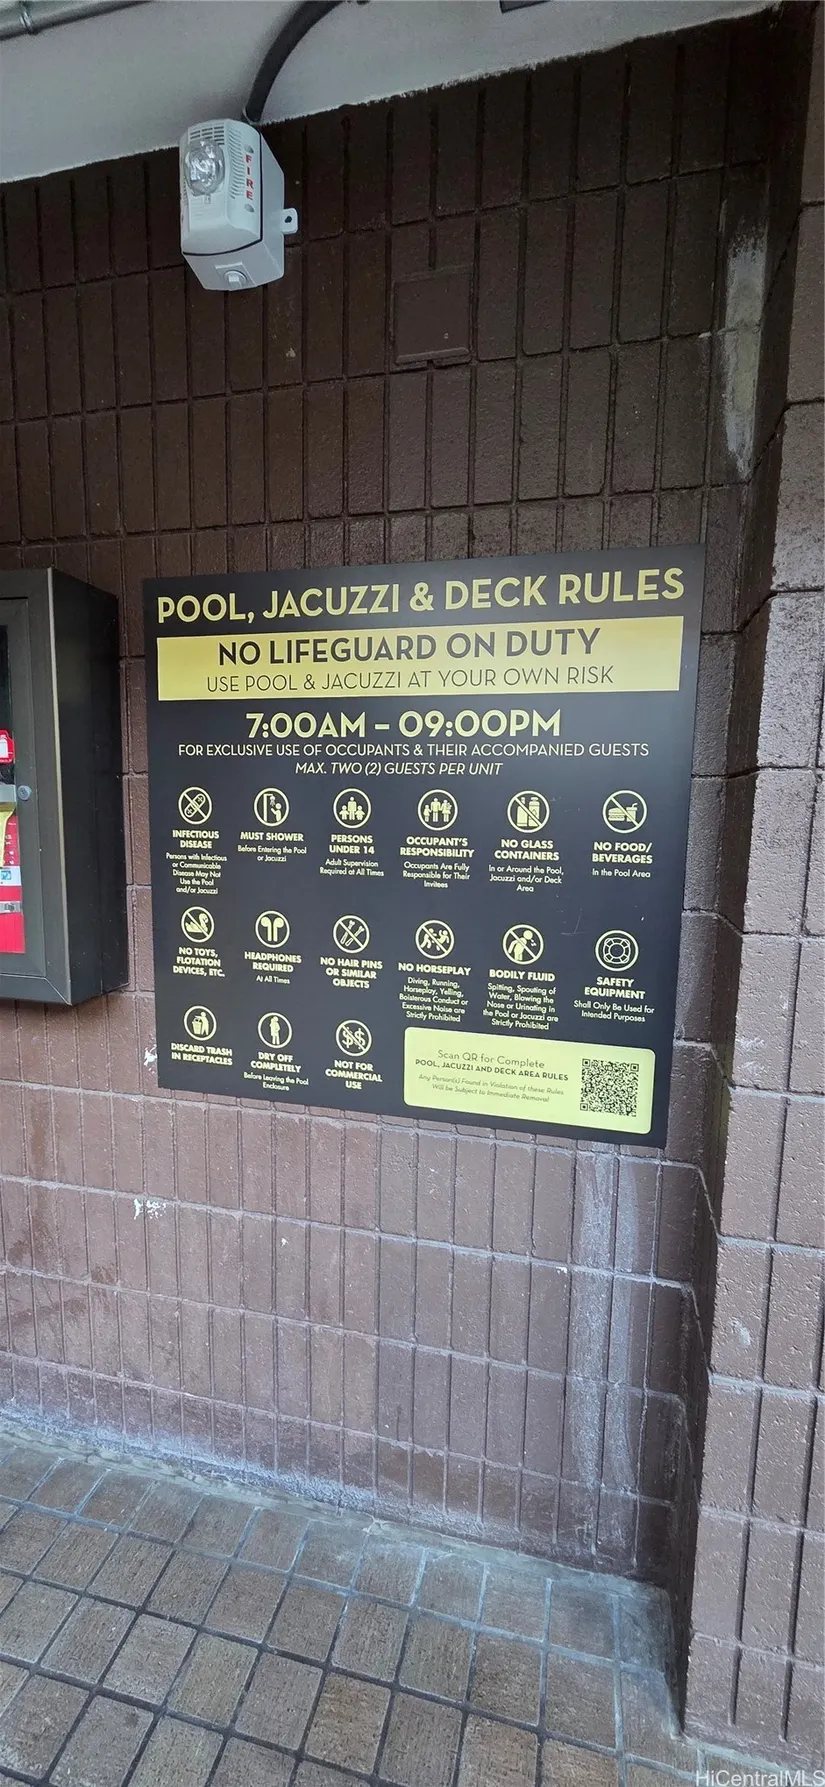 FIRE
POOL, JACUZZI & DECK RULES
NO LIFEGUARD ON DUTY
USE POOL & JACUZZI AT YOUR OWN RISK
7:00AM – 09:00PM
FOR EXCLUSIVE USE OF OCCUPANTS & THEIR ACCOMPANIED GUESTS
MAX. TWO (2) GUESTS PER UNIT
INFECTIOUS
DISEASE
Persons with Infectious
or Communicable
Disease May Not
Use the Pool
and/or Jacuzzi
MUST SHOWER
Before Entering the Pool
or Jacuzzi
PERSONS
UNDER 14
Adult Supervision
Required at All Times
OCCUPANT'S
RESPONSIBILITY
Occupants Are Fully
Responsible for Their
Invitees
NO GLASS
CONTAINERS
In or Around the Pool,
Jacuzzi and/or Deck
Area
NO FOOD/
BEVERAGES
In the Pool Area
NO TOYS,
FLOTATION
DEVICES, ETC.
HEADPHONES
REQUIRED
At All Times
NO HAIR PINS
OR SIMILAR
OBJECTS
NO HORSEPLAY
Diving, Running,
Horseplay, Yelling,
Boisterous Conduct or
Excessive Noise are
Strictly Prohibited
BODILY FLUID
Spitting, Spouting of
Water, Blowing the
Nose or Urinating in
the Pool or Jacuzzi are
Strictly Prohibited
SAFETY
EQUIPMENT
Shall Only Be Used for
Intended Purposes
DISCARD TRASH
IN RECEPTACLES
DRY OFF
COMPLETELY
Before Leaving the Pool
Enclosure
$$
NOT FOR
COMMERCIAL
USE
Scan QR for Complete
POOL, JACUZZI AND DECK AREA RULES
Any Person(s) Found in Violation of these Rules
Will be Subject to Immediate Removal
HiCentralMLS